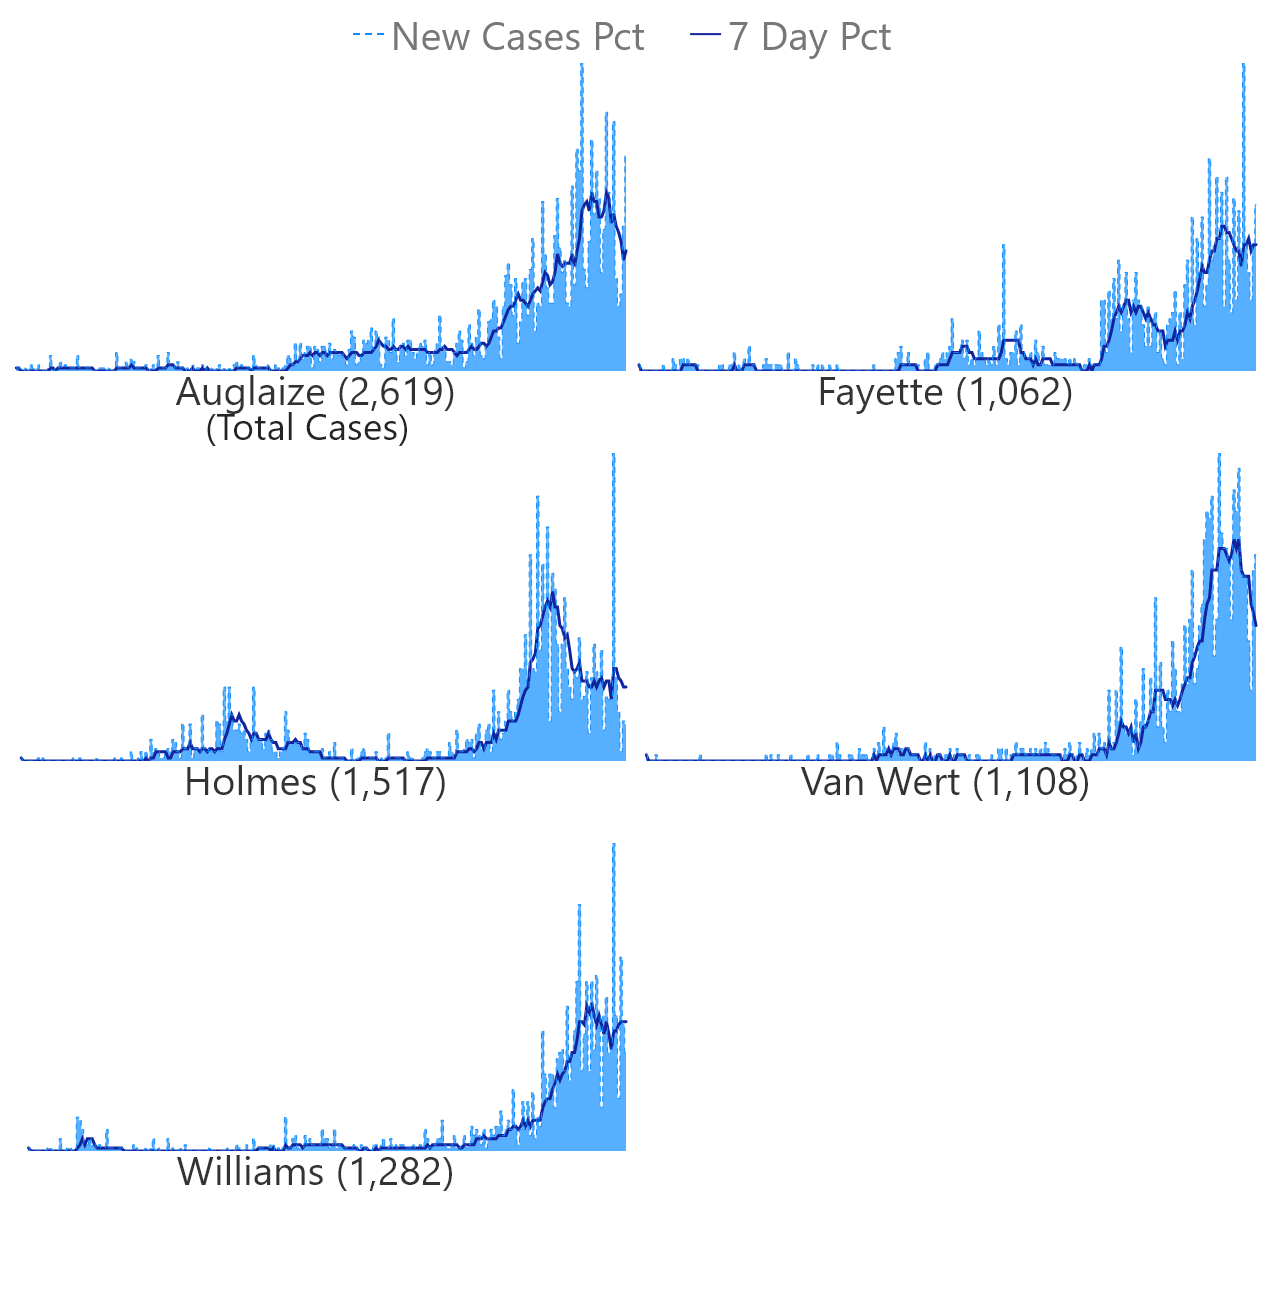 New Cases Pct 7 Day Pct
Auglaize (2,619) Fayette (1,062)
(Total Cases)
Holmes (1,517) Van Wert (1,108)
Williams (1,282)